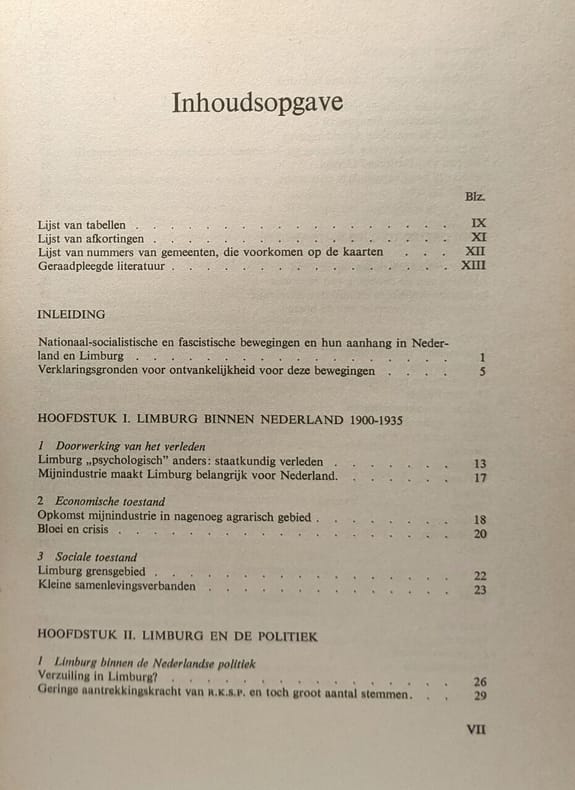 Inhoudsopgave
Blz.
Lijst van tabellen . . . . . . . . . . . . . . . . . . IX
Lijst van afkortingen . . . . . . . . . . . . . . . . . XI
Lijst van nummers van gemeenten, die voorkomen op de kaarten . . . XII
Geraadpleegde literatuur . . . . . . . . . . . . . . . . XIII
INLEIDING
Nationaal-socialistische en fascistische bewegingen en hun aanhang in Neder-
land en Limburg . . . . . . . . . . . . . . . . . . 1
Verklaringsgronden voor ontvankelijkheid voor deze bewegingen . . . . 5
HOOFDSTUK I. LIMBURG BINNEN NEDERLAND 1900-1935
1 Doorwerking van het verleden
Limburg „psychologisch” anders: staatkundig verleden . . . . . . . 13
Mijnindustrie maakt Limburg belangrijk voor Nederland. . . . . . . 17
2 Economische toestand
Opkomst mijnindustrie in nagenoeg agrarisch gebied . . . . . . . . 18
Bloei en crisis . . . . . . . . . . . . . . . . . . . 20
3 Sociale toestand
Limburg grensgebied . . . . . . . . . . . . . . . . . 22
Kleine samenlevingsverbanden . . . . . . . . . . . . . . 23
HOOFDSTUK II. LIMBURG EN DE POLITIEK
1 Limburg binnen de Nederlandse politiek
Verzuiling in Limburg? . . . . . . . . . . . . . . . . 26
Geringe aantrekkingskracht van R.K.S.P. en toch groot aantal stemmen. . . 29
VII